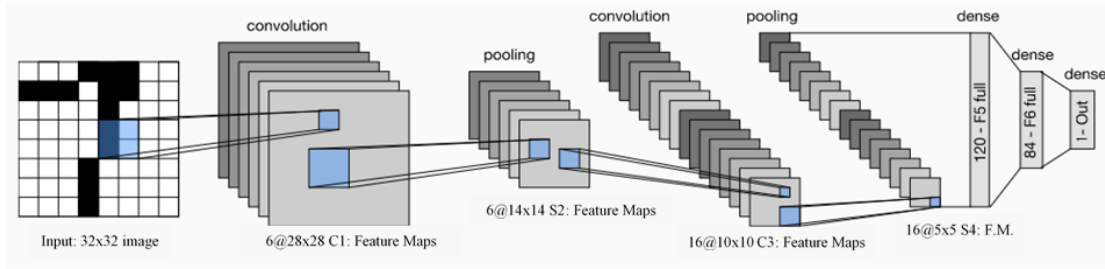 convolution
pooling
convolution
pooling
dense
dense
dense
120 - F5 full
84 - F6 full
1- Out
Input: 32x32 image
6@28x28 C1: Feature Maps
6@14x14 S2: Feature Maps
16@10x10 C3: Feature Maps
16@5x5 S4: F.M.